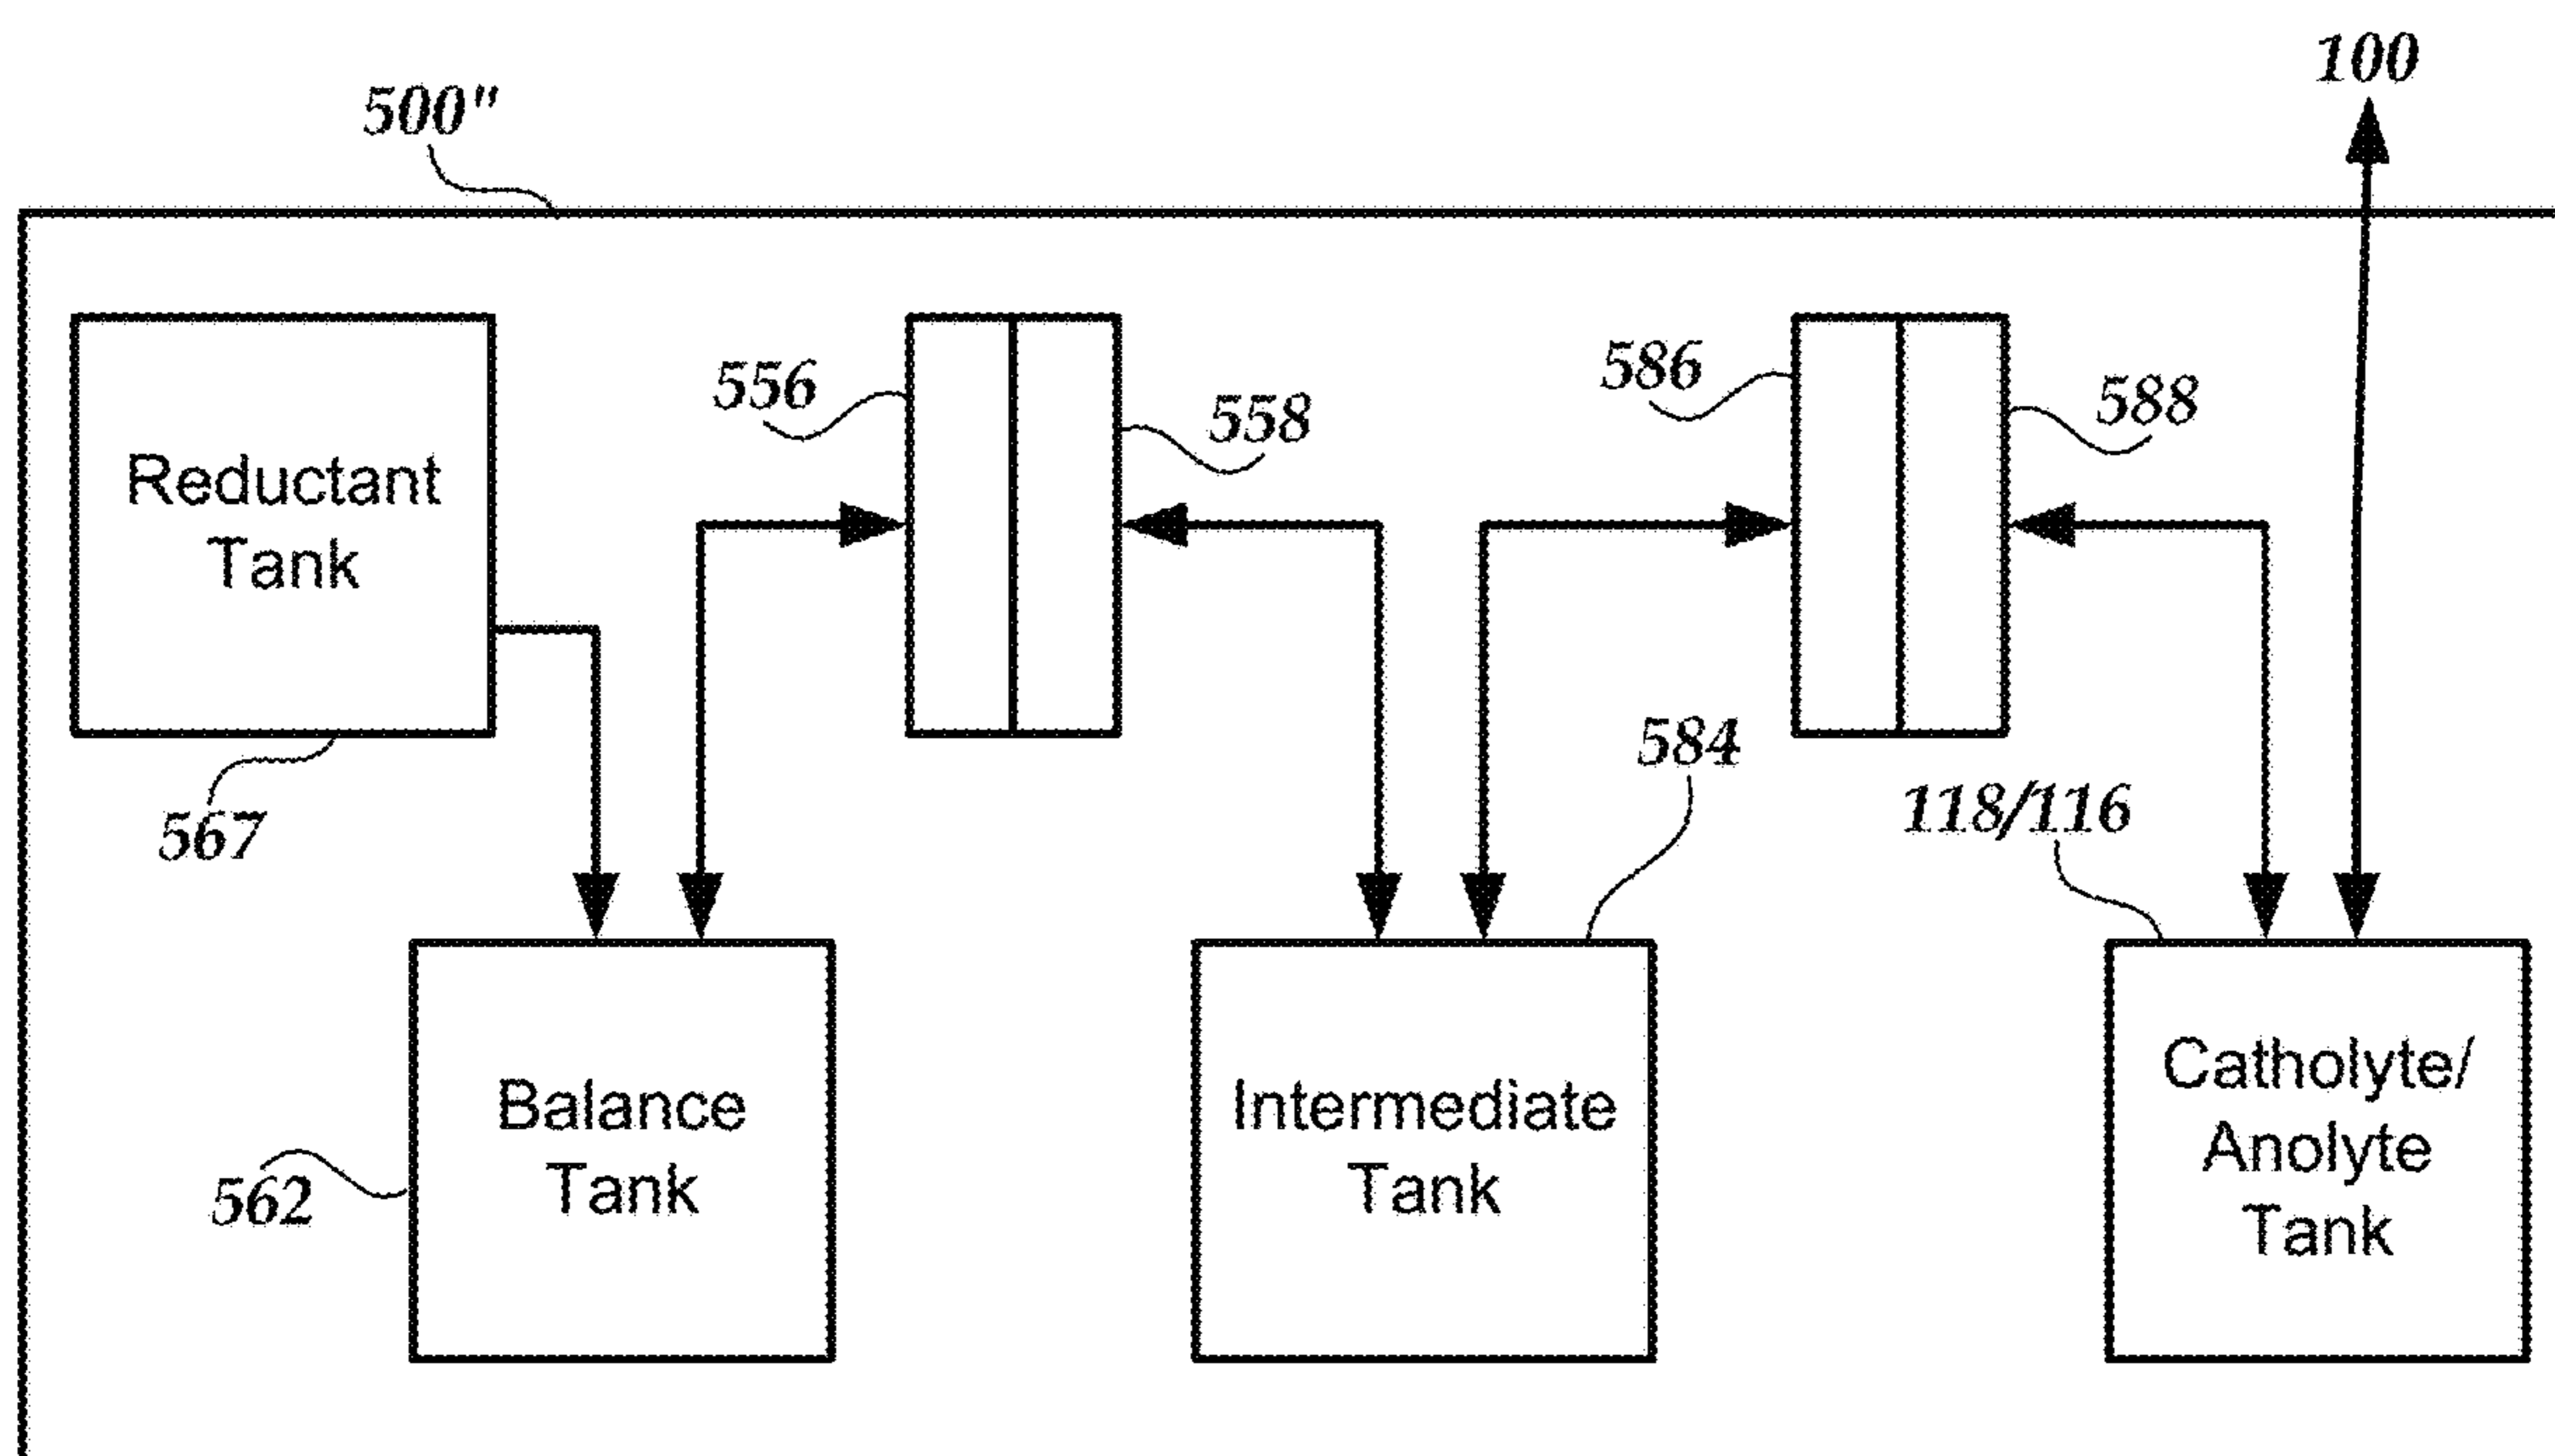 100
500"
556
558
586
588
Reductant
Tank
567
584
118/116
Balance
Tank
562
Intermediate
Tank
Catholyte/
Anolyte
Tank